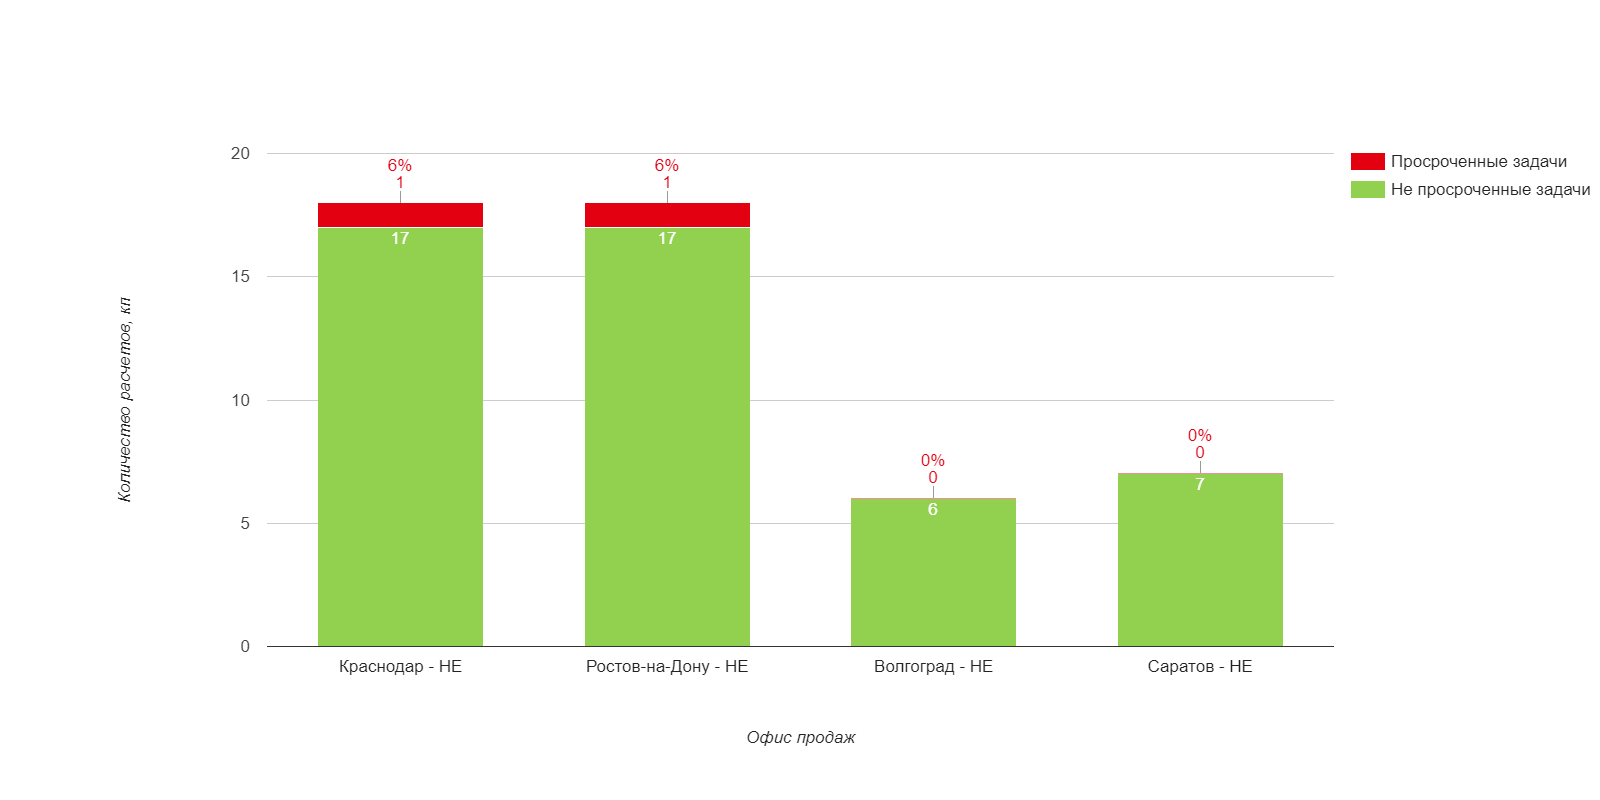 20
15
10
5
0
Количество расчетов, кп
6%
1
17
6%
1
17
0%
0
6
0%
0
7
Краснодар - НЕ
Ростов-на-Дону - НЕ
Волгоград - НЕ
Саратов - НЕ
Офис продаж
Просроченные задачи
Не просроченные задачи